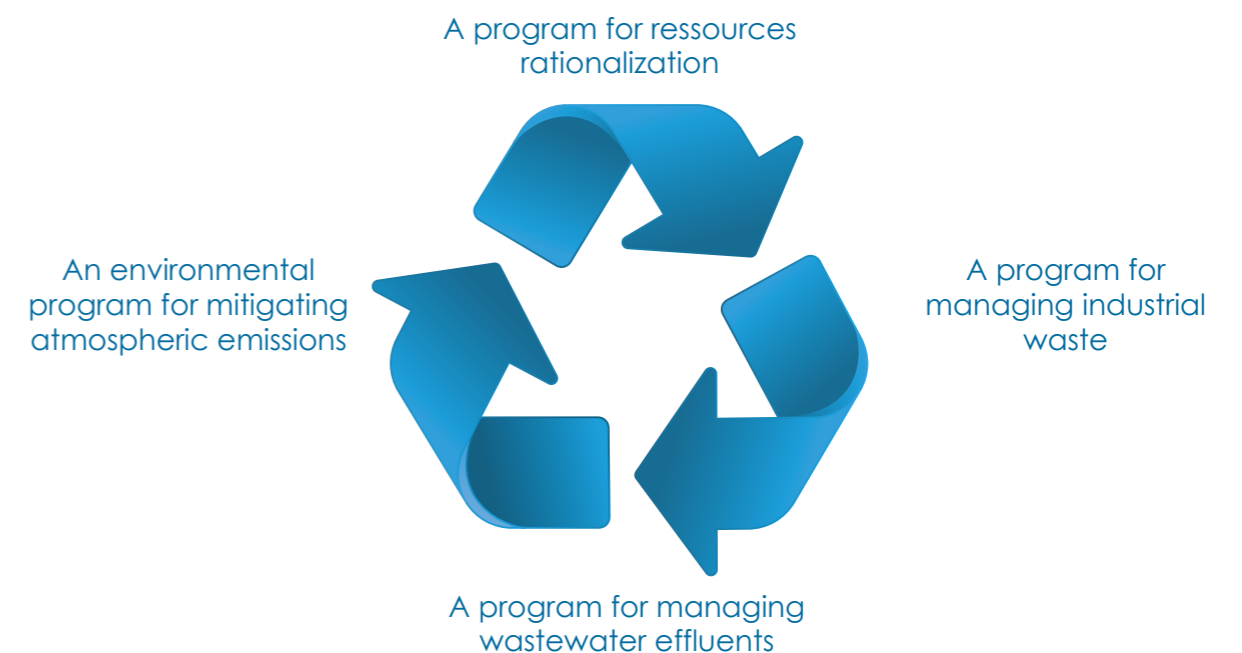 A program for ressources
rationalization
An environmental
program for mitigating
atmospheric emissions
A program for
managing industrial
waste
A program for managing
wastewater effluents